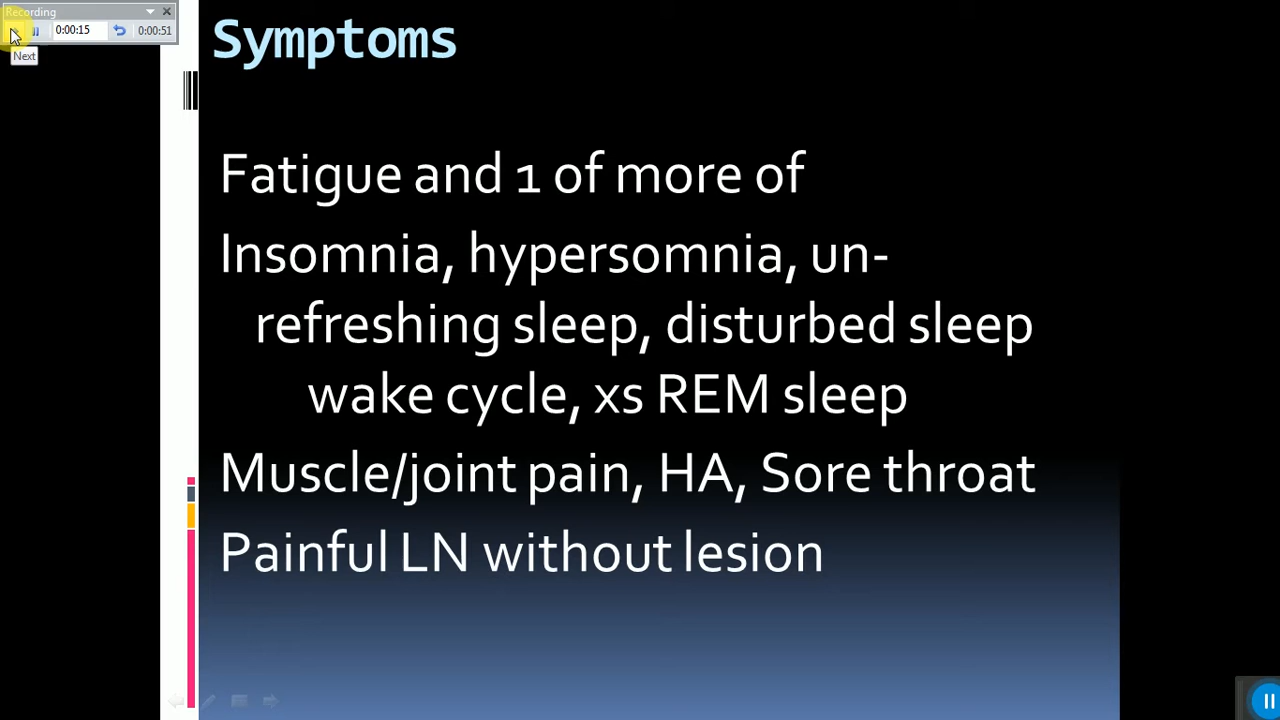 Recording
0:00:15
0:00:51
Next
Symptoms
Fatigue and 1 of more of
Insomnia, hypersomnia, un-
refreshing sleep, disturbed sleep
wake cycle, xs REM sleep
Muscle/joint pain, HA, Sore throat
Painful LN without lesion